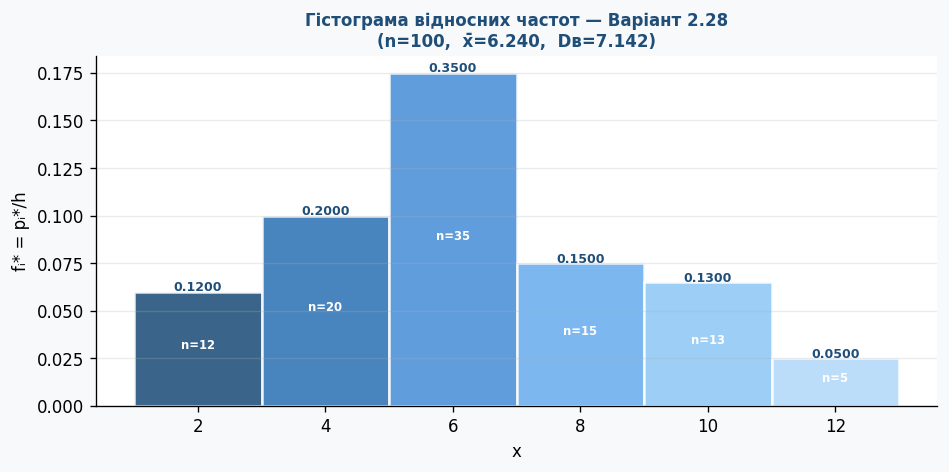 Гістограма відносних частот — Варіант 2.28
(n=100,  x̄=6.240,  Dв=7.142)
fᵢ* = pᵢ*/h
0.175
0.150
0.125
0.100
0.075
0.050
0.025
0.000
0.1200
0.2000
0.3500
0.1500
0.1300
0.0500
n=12
n=20
n=35
n=15
n=13
n=5
2 4 6 8 10 12
x